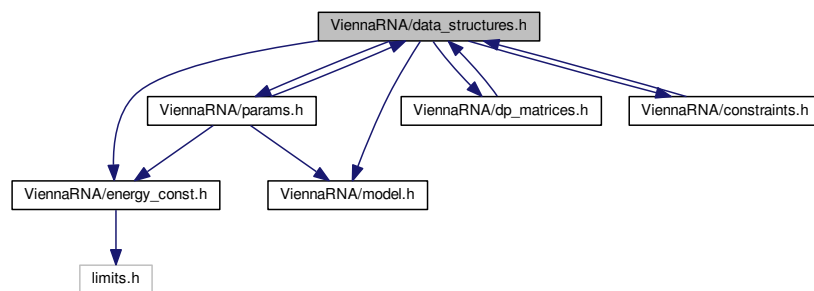 ViennaRNA/data_structures.h
ViennaRNA/params.h
ViennaRNA/dp_matrices.h
ViennaRNA/constraints.h
ViennaRNA/energy_const.h
ViennaRNA/model.h
limits.h